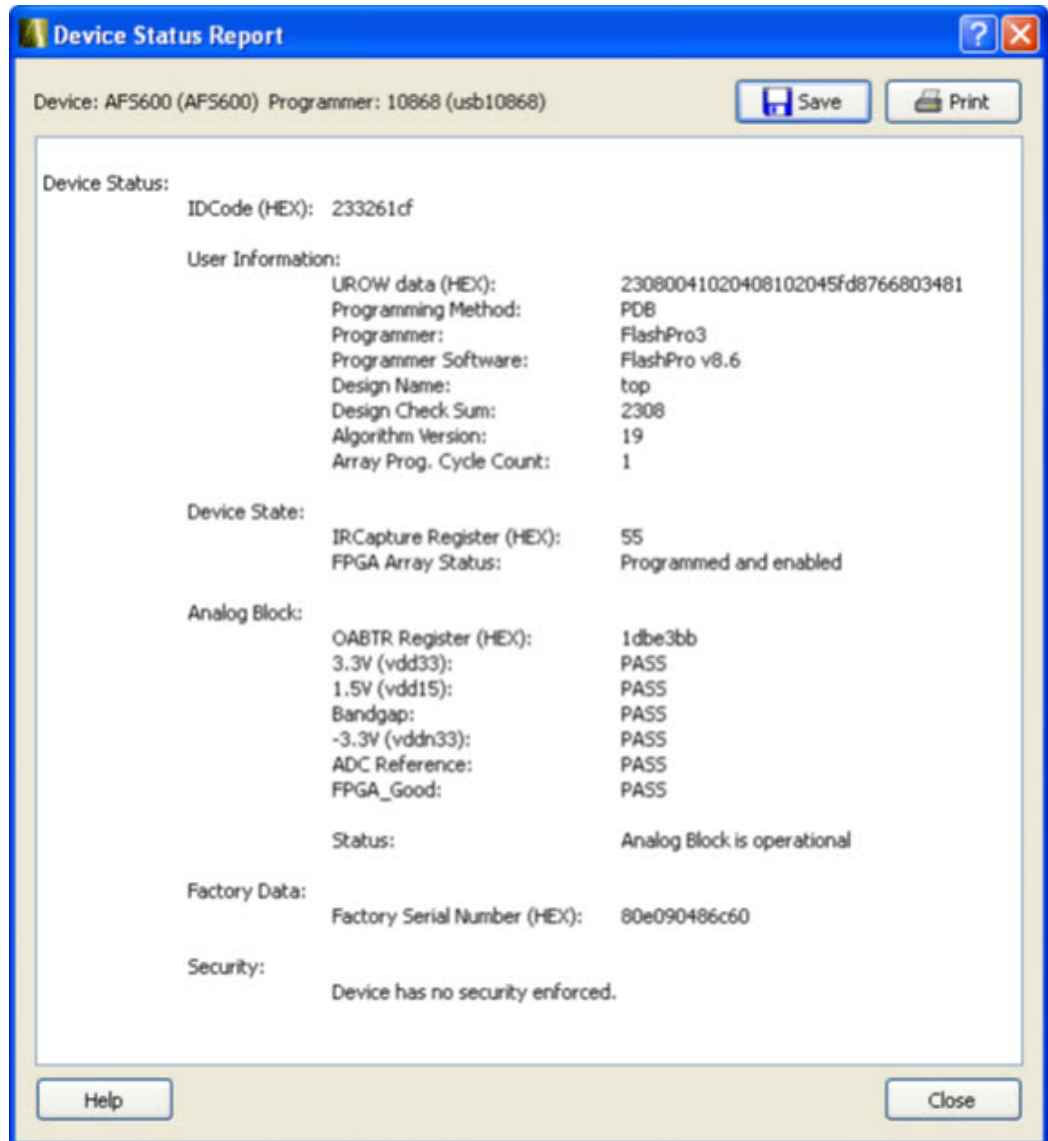 Device Status Report
Device: AFS600 (AFS600) Programmer: 10868 (usb10868)
Save
Print
Device Status:
IDCode (HEX): 233261cf
User Information:
UROW data (HEX): 23080041020408102045fd8766803481
Programming Method: PDB
Programmer: FlashPro3
Programmer Software: FlashPro v8.6
Design Name: top
Design Check Sum: 2308
Algorithm Version: 19
Array Prog. Cycle Count: 1
Device State:
IRCapture Register (HEX): 55
FPGA Array Status: Programmed and enabled
Analog Block:
OABTR Register (HEX): 1dbe3bb
3.3V (vdd33): PASS
1.5V (vdd15): PASS
Bandgap: PASS
-3.3V (vddn33): PASS
ADC Reference: PASS
FPGA_Good: PASS
Status: Analog Block is operational
Factory Data:
Factory Serial Number (HEX): 80e090486c60
Security:
Device has no security enforced.
Help
Close